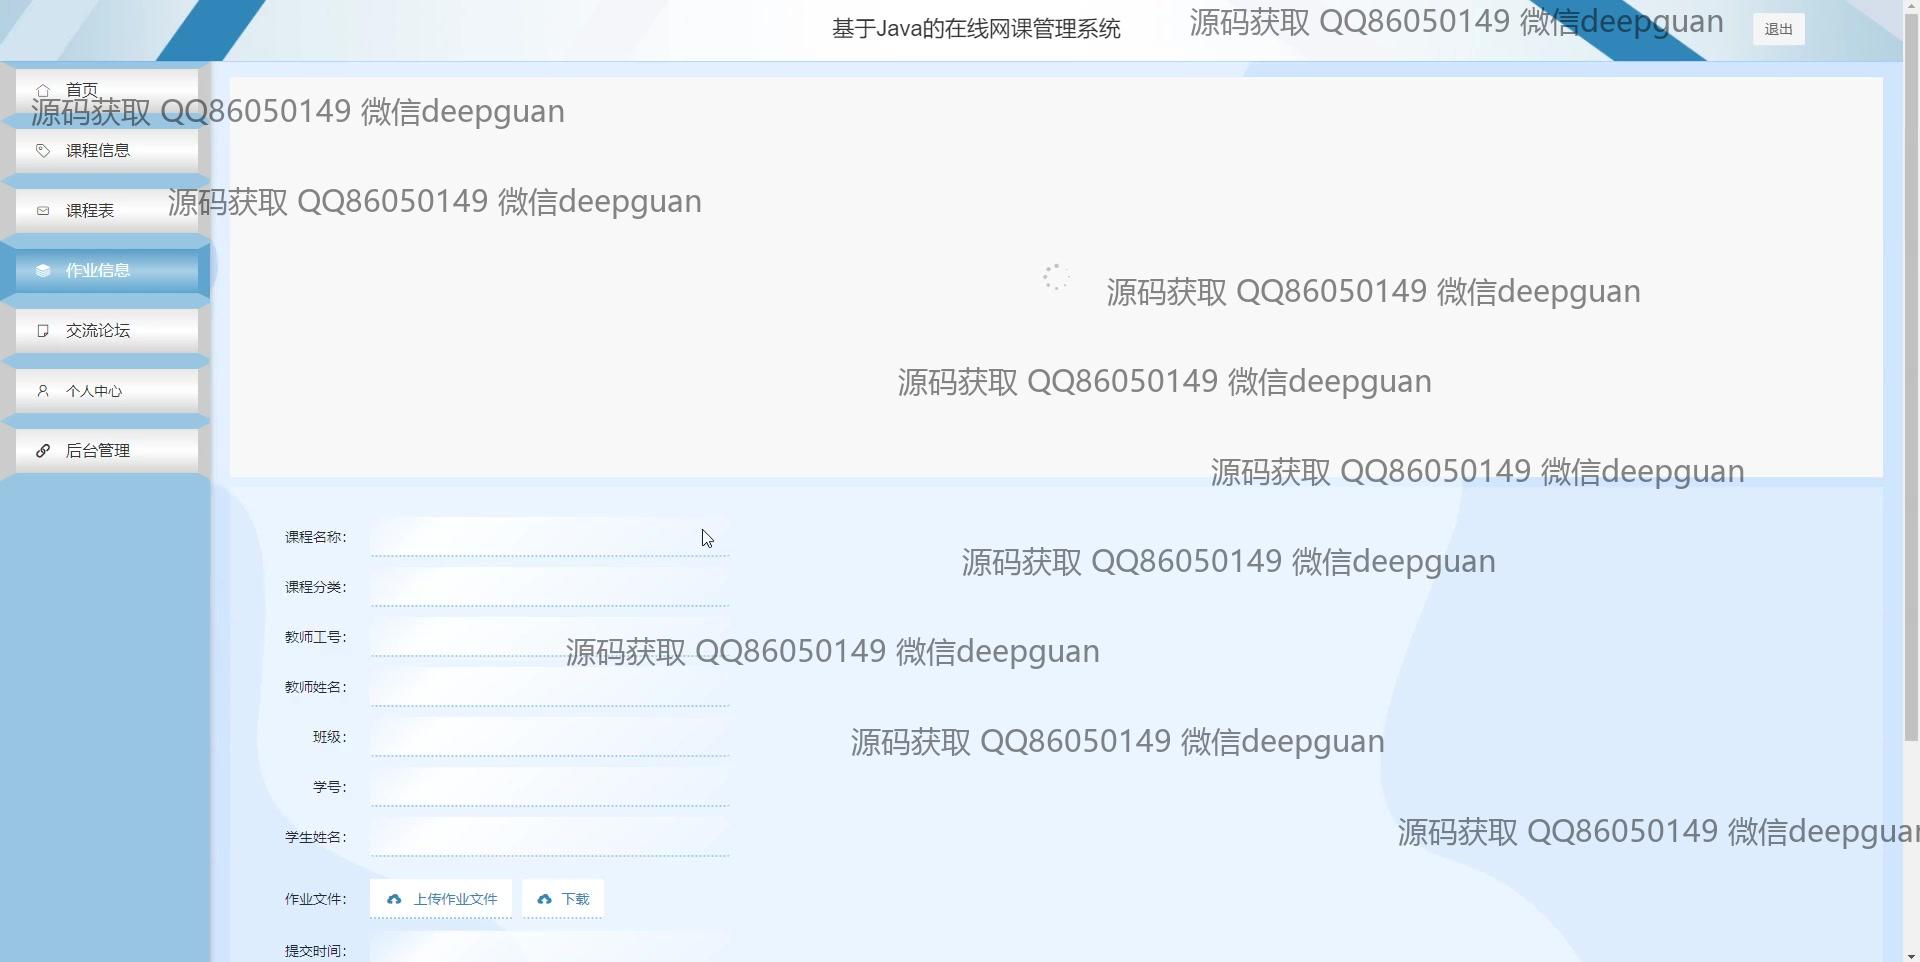 基于Java的在线网课管理系统
源码获取 QQ86050149 微信deepguan
退出
首页
源码获取 QQ86050149 微信deepguan
课程信息
源码获取 QQ86050149 微信deepguan
课程表
作业信息
源码获取 QQ86050149 微信deepguan
交流论坛
源码获取 QQ86050149 微信deepguan
个人中心
后台管理
源码获取 QQ86050149 微信deepguan
课程名称:
源码获取 QQ86050149 微信deepguan
课程分类:
教师工号:
源码获取 QQ86050149 微信deepguan
教师姓名:
班级:
源码获取 QQ86050149 微信deepguan
学号:
学生姓名:
源码获取 QQ86050149 微信deepguan
作业文件:
上传作业文件
下载
提交时间: